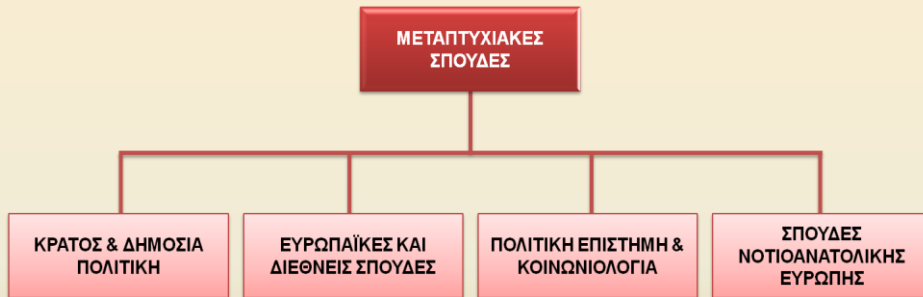 ΜΕΤΑΠΤΥΧΙΑΚΕΣ
ΣΠΟΥΔΕΣ
ΚΡΑΤΟΣ & ΔΗΜΟΣΙΑ
ΠΟΛΙΤΙΚΗ
ΕΥΡΩΠΑΪΚΕΣ ΚΑΙ
ΔΙΕΘΝΕΙΣ ΣΠΟΥΔΕΣ
ΠΟΛΙΤΙΚΗ ΕΠΙΣΤΗΜΗ &
ΚΟΙΝΩΝΙΟΛΟΓΙΑ
ΣΠΟΥΔΕΣ
ΝΟΤΙΟΑΝΑΤΟΛΙΚΗΣ
ΕΥΡΩΠΗΣ